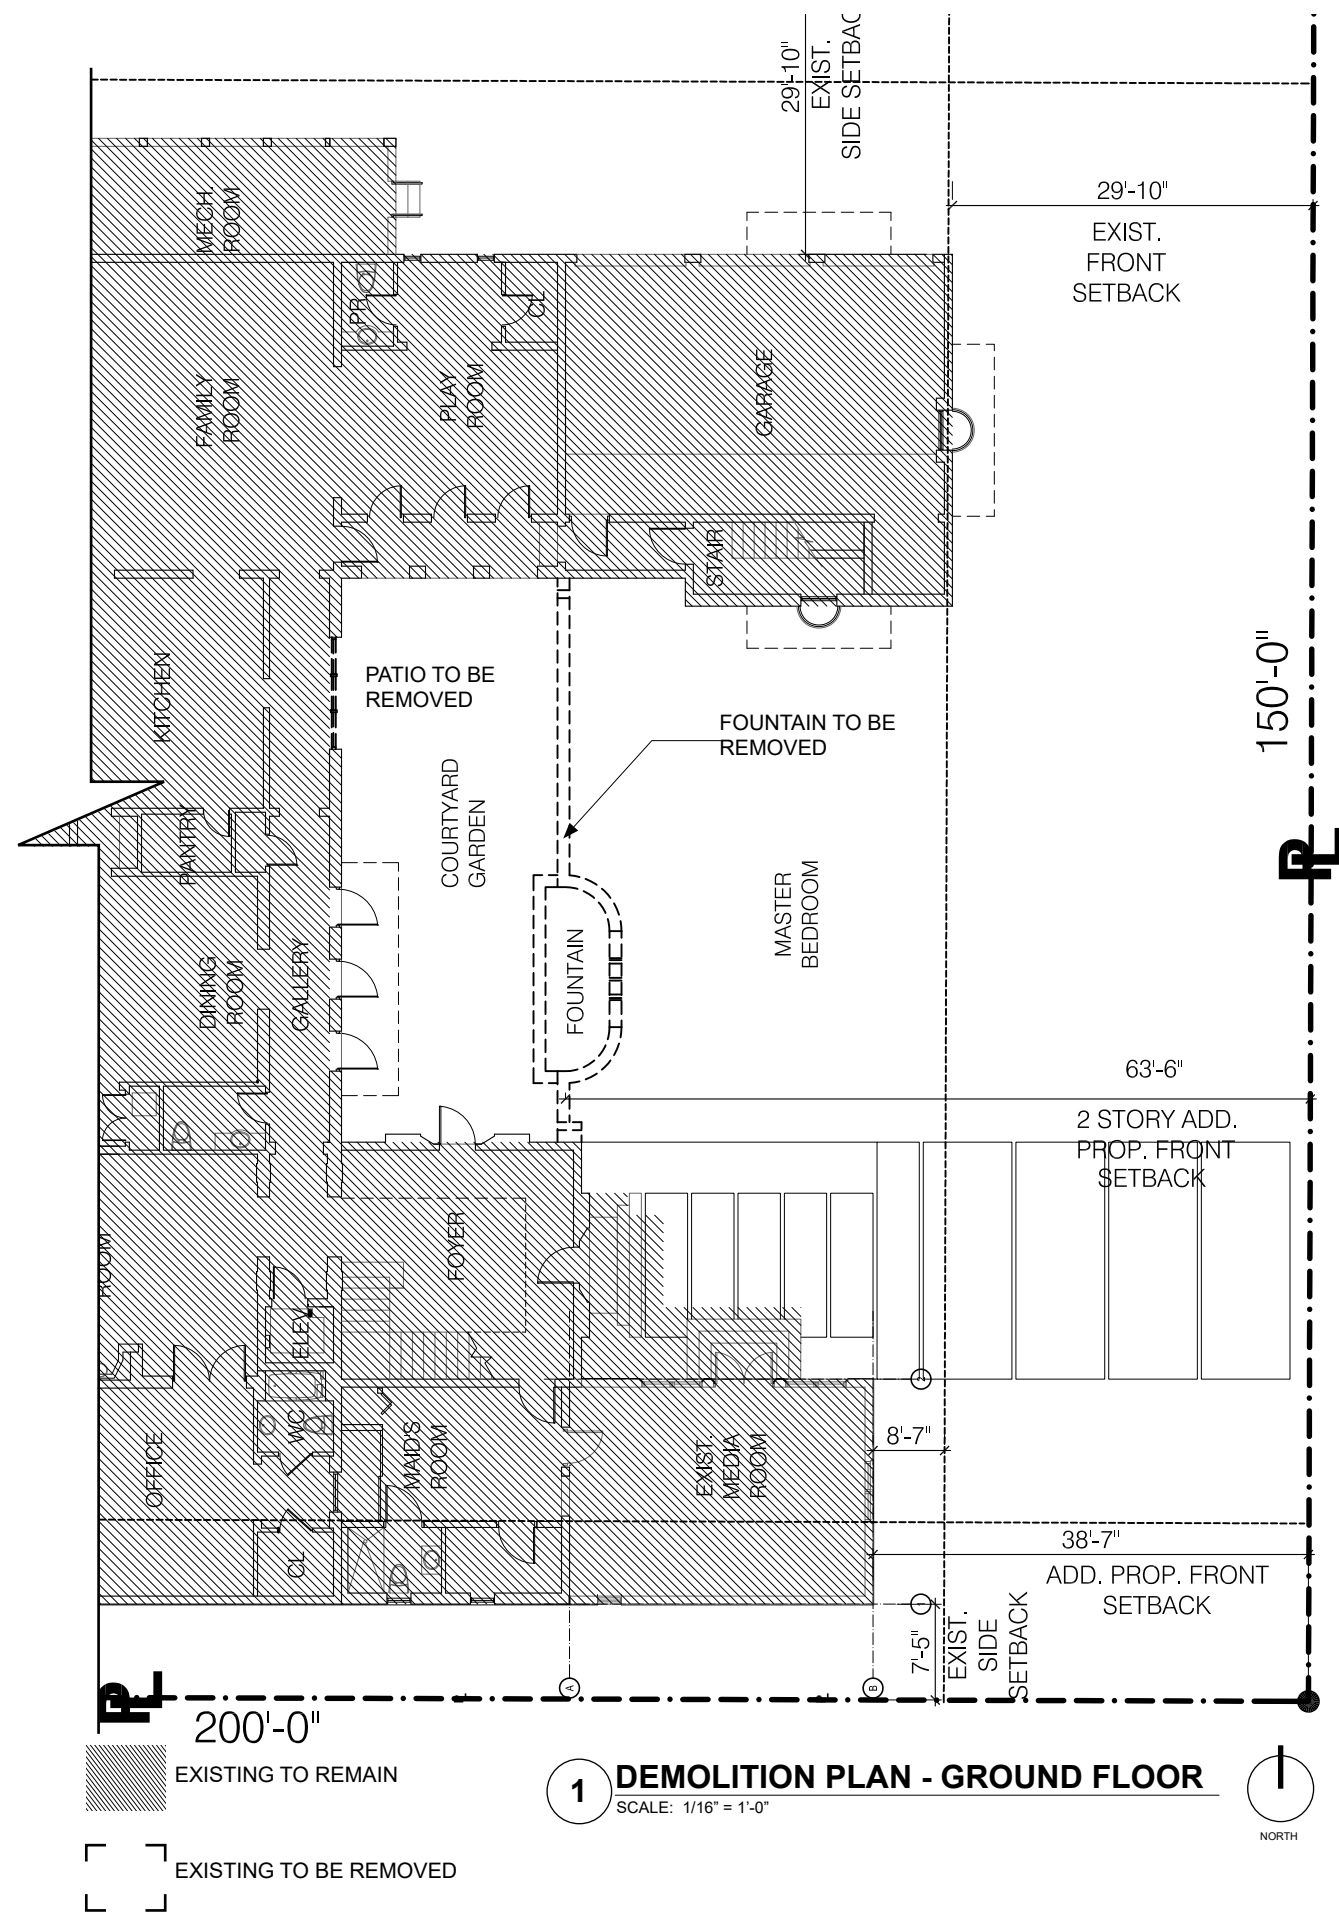 29'-10"
EXIST.
SIDE SETBAC
29'-10"
EXIST.
FRONT
SETBACK
MECH.
ROOM
PR
CL
FAMILY
ROOM
PLAY
ROOM
GARAGE
STAIR
KITCHEN
PATIO TO BE
REMOVED
FOUNTAIN TO BE
REMOVED
150'-0"
COURTYARD
GARDEN
PANTRY
PL
MASTER
BEDROOM
DINING
ROOM
GALLERY
FOUNTAIN
63'-6"
2 STORY ADD.
PROP. FRONT
SETBACK
ROOM
FOYER
ELEV
WC
OFFICE
MAID'S
ROOM
EXIST.
MEDIA
ROOM
8'-7"
CL
38'-7"
ADD. PROP. FRONT
SETBACK
7'-5"
EXIST.
SIDE
SETBACK
A
B
PL
200'-0"
EXISTING TO REMAIN
1
DEMOLITION PLAN - GROUND FLOOR
SCALE: 1/16" = 1'-0"
NORTH
EXISTING TO BE REMOVED